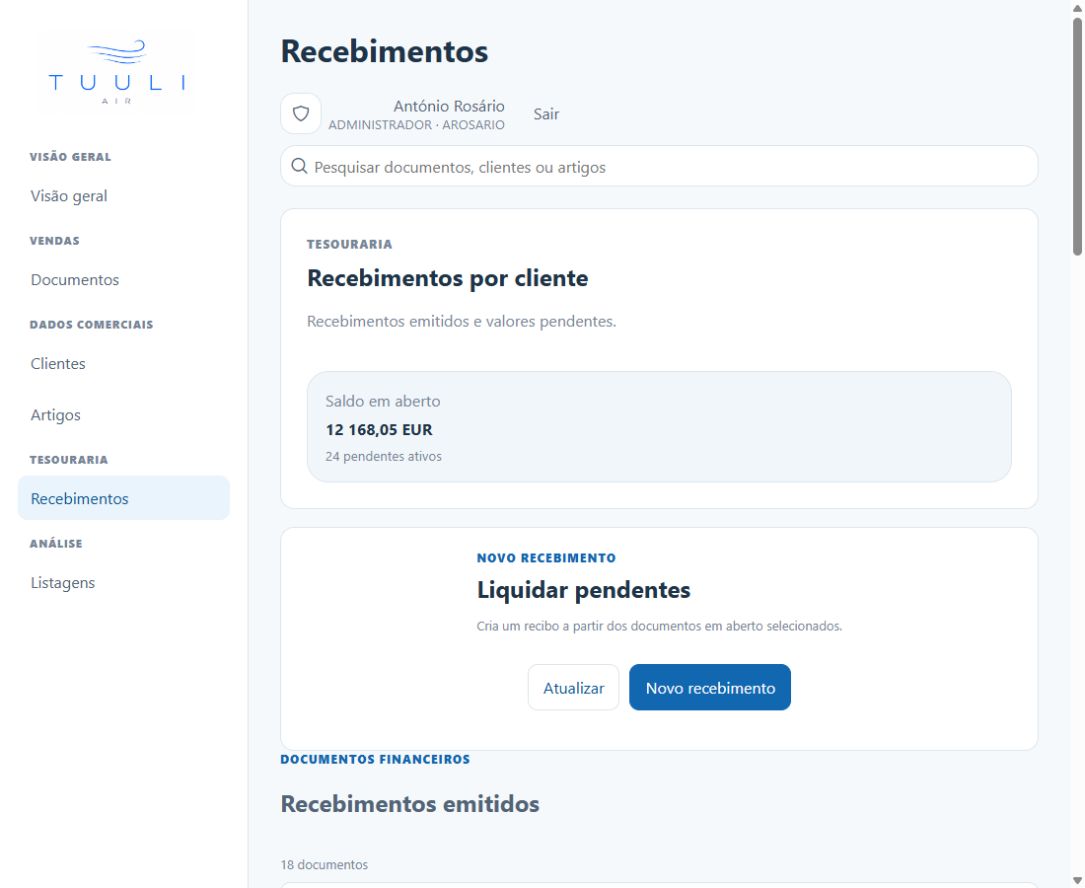 TUULI
AIR
VISÃO GERAL
Visão geral
VENDAS
Documentos
DADOS COMERCIAIS
Clientes
Artigos
TESOURARIA
Recebimentos
ANÁLISE
Listagens
Recebimentos
António Rosário
ADMINISTRADOR · AROSARIO
Sair
Pesquisar documentos, clientes ou artigos
TESOURARIA
Recebimentos por cliente
Recebimentos emitidos e valores pendentes.
Saldo em aberto
12 168,05 EUR
24 pendentes ativos
NOVO RECEBIMENTO
Liquidar pendentes
Cria um recibo a partir dos documentos em aberto selecionados.
Atualizar
Novo recebimento
DOCUMENTOS FINANCEIROS
Recebimentos emitidos
18 documentos